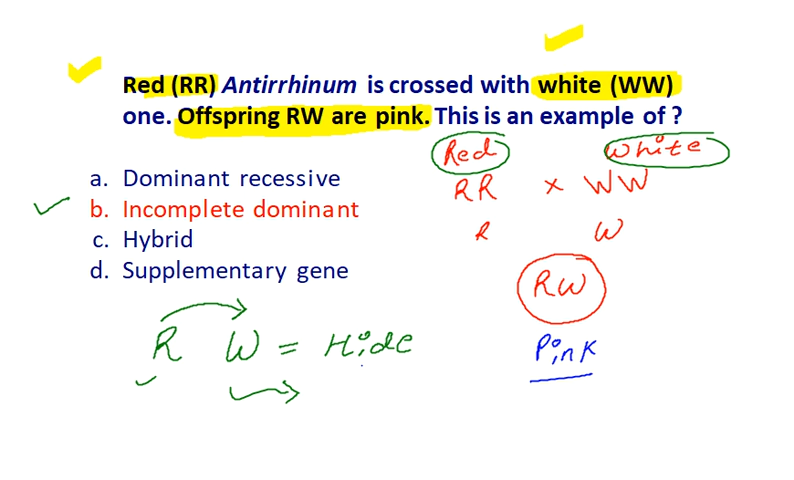 Red (RR) Antirrhinum is crossed with white (WW)
one. Offspring RW are pink. This is an example of ?
a. Dominant recessive
b. Incomplete dominant
c. Hybrid
d. Supplementary gene
Red White
RR × WW
R W
RW
Pink
R W = Hide